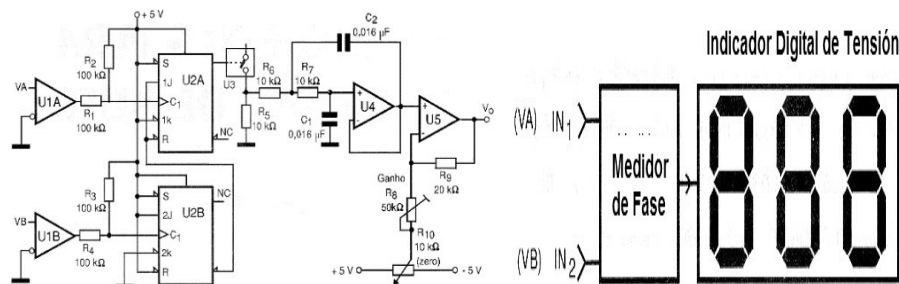 + 5 V
R2
100 kΩ
VA
U1A
R1
100 kΩ
S
1J
C1
1k
R
U2A
NC
U3
R6
10 kΩ
R7
10 kΩ
R5
10 kΩ
C2
0,016 µF
C1
0,016 µF
U4
U5
Vo
R9
20 kΩ
Ganho
R8
50kΩ
R10
10 kΩ
(zero)
+5 V
- 5 V
R3
100 kΩ
VB
U1B
R4
100 kΩ
S
2J
C1
2k
R
U2B
NC
Indicador Digital de Tensión
(VA) IN1
(VB) IN2
Medidor
de Fase
888